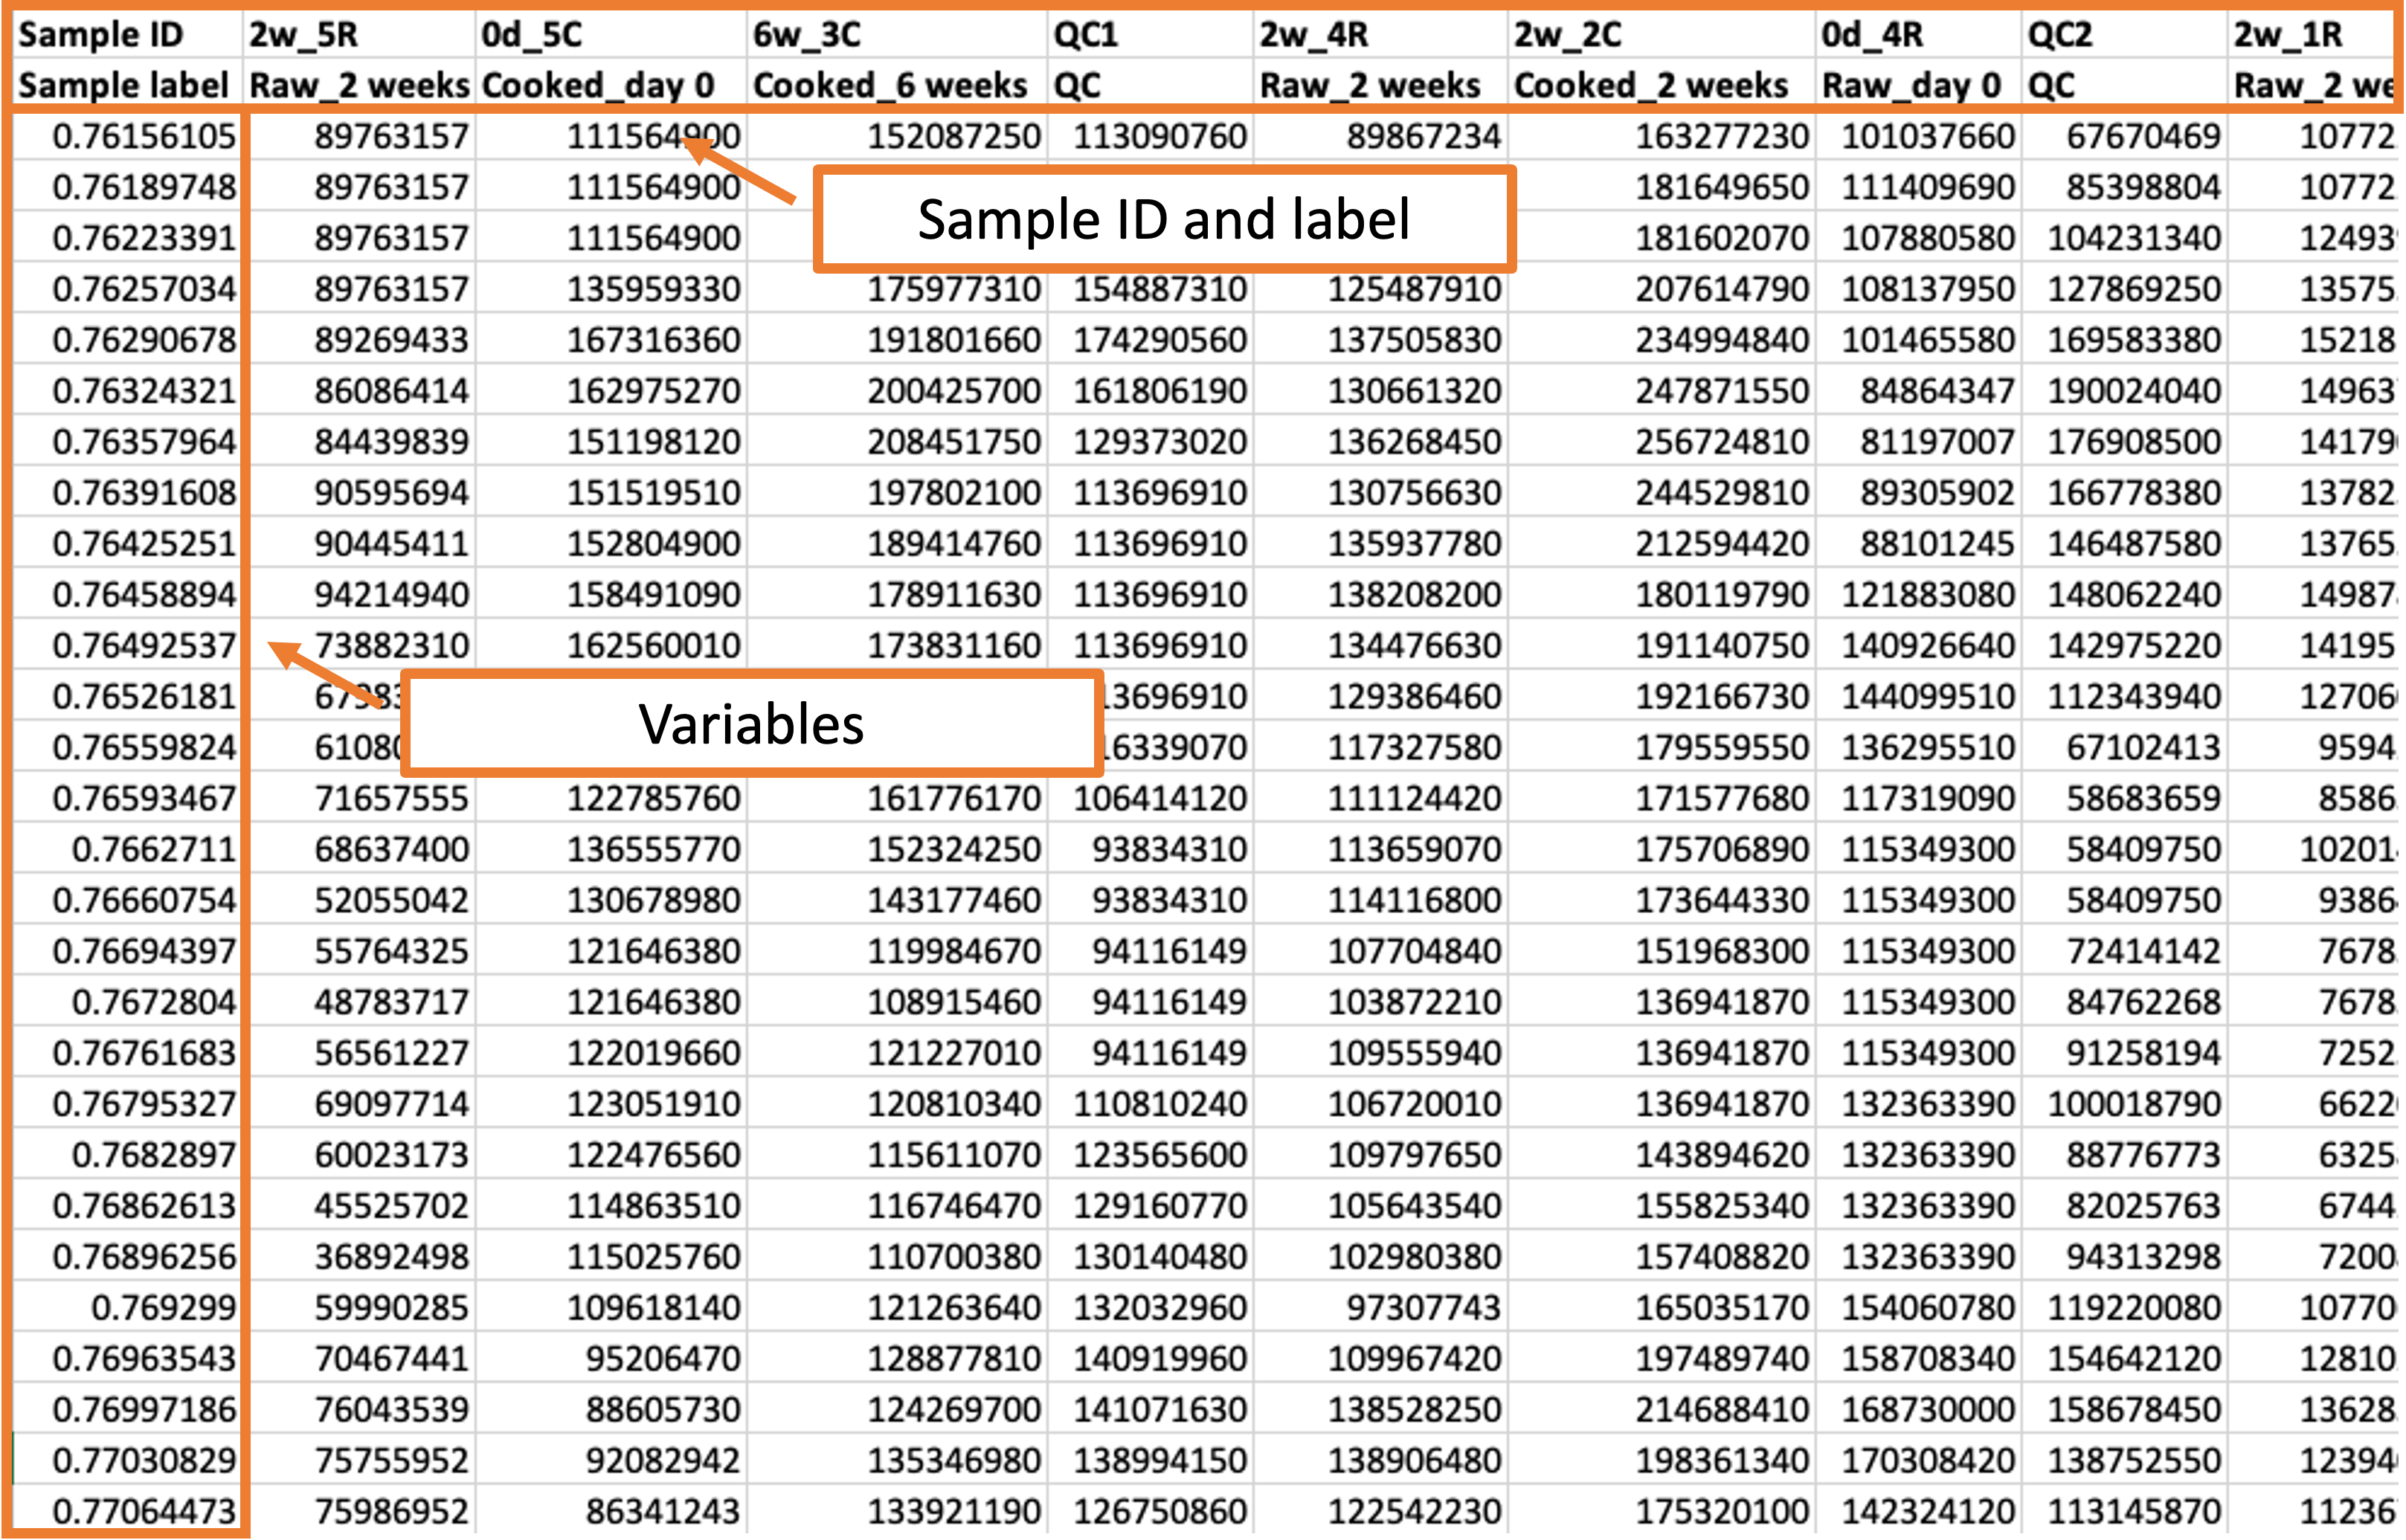 Sample ID 2w_5R 0d_5C 6w_3C QC1 2w_4R 2w_2C 0d_4R QC2 2w_1R
Sample label Raw_2 weeks Cooked_day 0 Cooked_6 weeks QC Raw_2 weeks Cooked_2 weeks Raw_day 0 QC Raw_2 we
0.76156105 89763157 111564900 152087250 113090760 89867234 163277230 101037660 67670469 10772
0.76189748 89763157 111564900 181649650 111409690 85398804 10772
Sample ID and label
0.76223391 89763157 111564900 181602070 107880580 104231340 12493
0.76257034 89763157 135959330 175977310 154887310 125487910 207614790 108137950 127869250 13575
0.76290678 89269433 167316360 191801660 174290560 137505830 234994840 101465580 169583380 15218
0.76324321 86086414 162975270 200425700 161806190 130661320 247871550 84864347 190024040 14963
0.76357964 84439839 151198120 208451750 129373020 136268450 256724810 81197007 176908500 14179
0.76391608 90595694 151519510 197802100 113696910 130756630 244529810 89305902 166778380 13782
0.76425251 90445411 152804900 189414760 113696910 135937780 212594420 88101245 146487580 13765
0.76458894 94214940 158491090 178911630 113696910 138208200 180119790 121883080 148062240 14987
0.76492537 73882310 162560010 173831160 113696910 134476630 191140750 140926640 142975220 14195
0.76526181 67983 13696910 129386460 192166730 144099510 112343940 12706
Variables
0.76559824 6108 16339070 117327580 179559550 136295510 67102413 9594
0.76593467 71657555 122785760 161776170 106414120 111124420 171577680 117319090 58683659 8586
0.7662711 68637400 136555770 152324250 93834310 113659070 175706890 115349300 58409750 10201
0.76660754 52055042 130678980 143177460 93834310 114116800 173644330 115349300 58409750 9386
0.76694397 55764325 121646380 119984670 94116149 107704840 151968300 115349300 72414142 7678
0.7672804 48783717 121646380 108915460 94116149 103872210 136941870 115349300 84762268 7678
0.76761683 56561227 122019660 121227010 94116149 109555940 136941870 115349300 91258194 7252
0.76795327 69097714 123051910 120810340 110810240 106720010 136941870 132363390 100018790 6622
0.7682897 60023173 122476560 115611070 123565600 109797650 143894620 132363390 88776773 6325
0.76862613 45525702 114863510 116746470 129160770 105643540 155825340 132363390 82025763 6744
0.76896256 36892498 115025760 110700380 130140480 102980380 157408820 132363390 94313298 7200
0.769299 59990285 109618140 121263640 132032960 97307743 165035170 154060780 119220080 10770
0.76963543 70467441 95206470 128877810 140919960 109967420 197489740 158708340 154642120 12810
0.76997186 76043539 88605730 124269700 141071630 138528250 214688410 168730000 158678450 13628
0.77030829 75755952 92082942 135346980 138994150 138906480 198361340 170308420 138752550 12394
0.77064473 75986952 86341243 133921190 126750860 122542230 175320100 142324120 113145870 11236